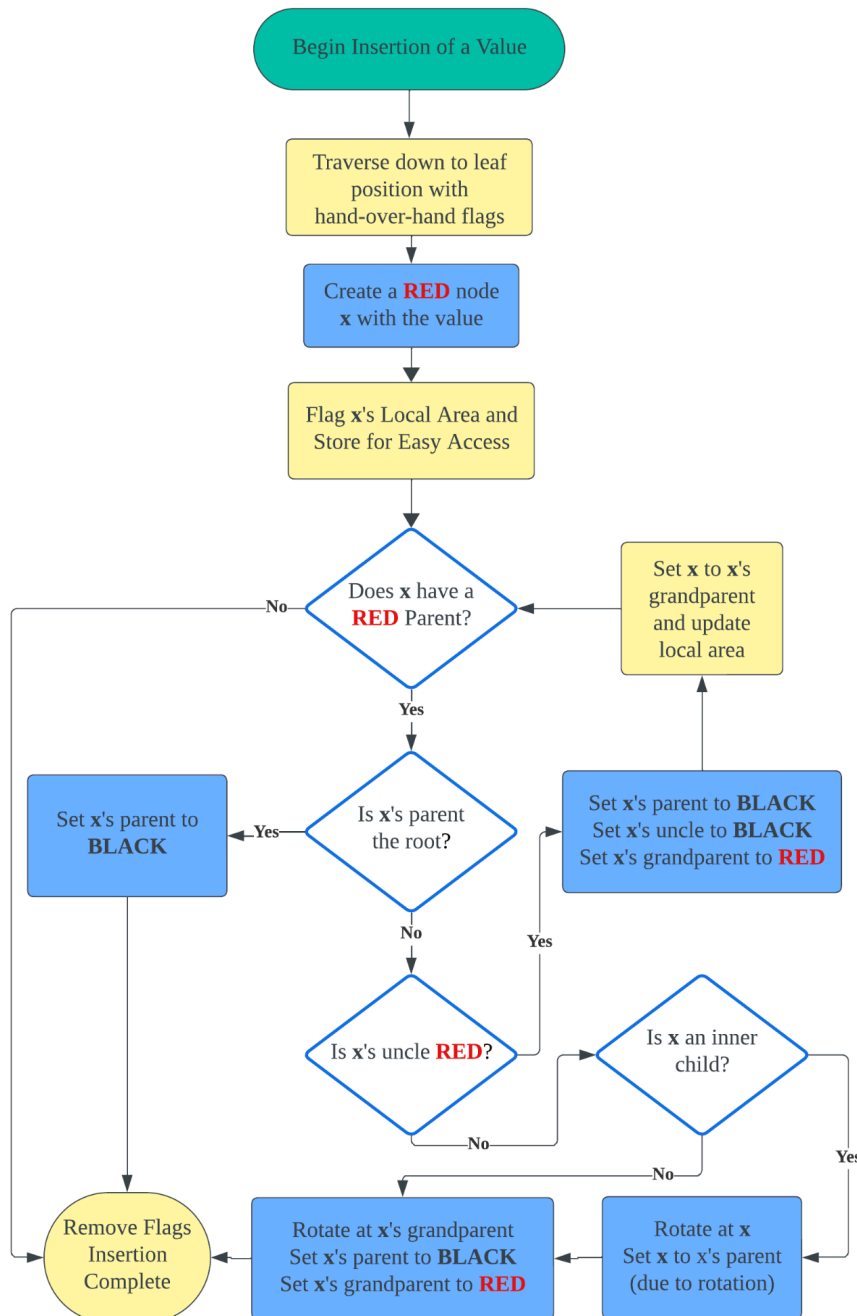 Begin Insertion of a Value
Traverse down to leaf
position with
hand-over-hand flags
Create a RED node
x with the value
Flag x's Local Area and
Store for Easy Access
Does x have a
RED Parent?
No
Yes
Set x to x's
grandparent
and update
local area
Is x's parent
the root?
Yes
No
Set x's parent to
BLACK
Set x's parent to BLACK
Set x's uncle to BLACK
Set x's grandparent to RED
Is x's uncle RED?
Yes
No
Is x an inner
child?
Yes
No
Rotate at x
Set x to x's parent
(due to rotation)
Rotate at x's grandparent
Set x's parent to BLACK
Set x's grandparent to RED
Remove Flags
Insertion
Complete